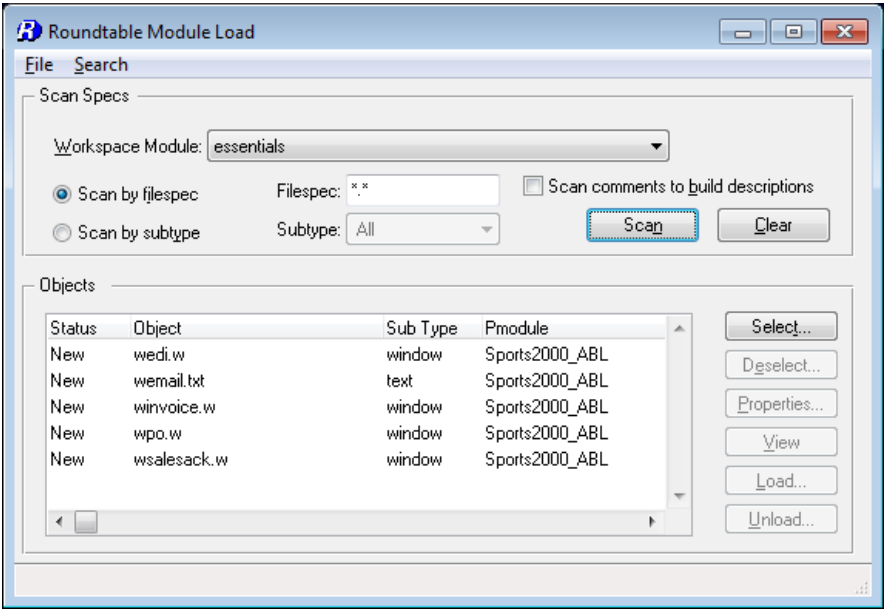 Roundtable Module Load
File Search
Scan Specs
Workspace Module: essentials
Scan by filespec Filespec: *.* Scan comments to build descriptions
Scan by subtype Subtype: All Scan Clear
Objects
Status Object Sub Type Pmodule Select...
New wedi.w window Sports2000_ABL
Deselect...
New wemail.txt text Sports2000_ABL
New winvoice.w window Sports2000_ABL Properties...
New wpo.w window Sports2000_ABL View
New wsalesack.w window Sports2000_ABL
Load...
Unload...